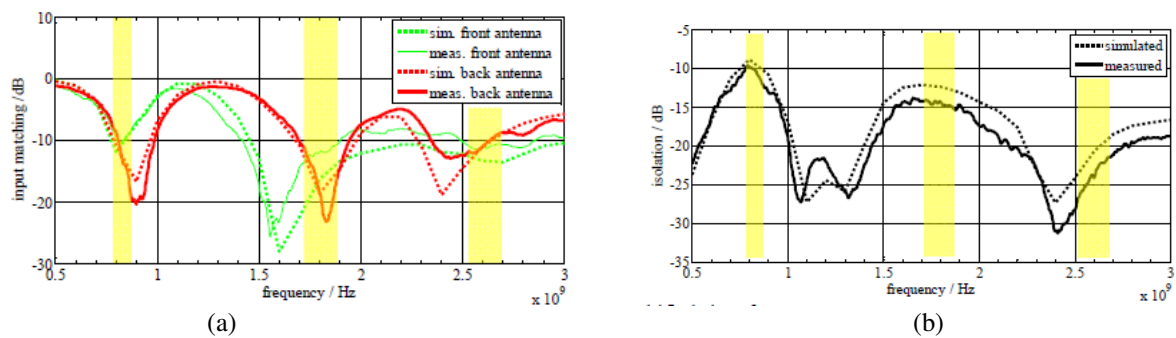 10
0
-10
-20
-30
input matching / dB
sim. front antenna
meas. front antenna
sim. back antenna
meas. back antenna
0.5
1
1.5
2
2.5
3
frequency / Hz
x 10^9
(a)
-5
-10
-15
-20
-25
-30
-35
isolation / dB
simulated
measured
0.5
1
1.5
2
2.5
3
frequency / Hz
x 10^9
(b)